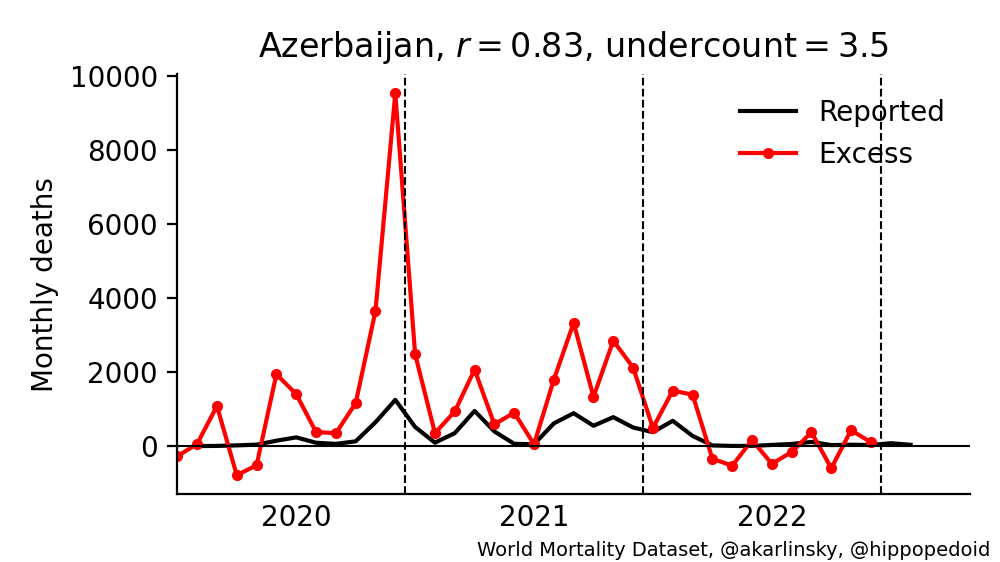 Azerbaijan, r = 0.83, undercount = 3.5
10000
8000
6000
4000
2000
0
Monthly deaths
Reported
Excess
2020 2021 2022
World Mortality Dataset, @akarlinsky, @hippopedoid